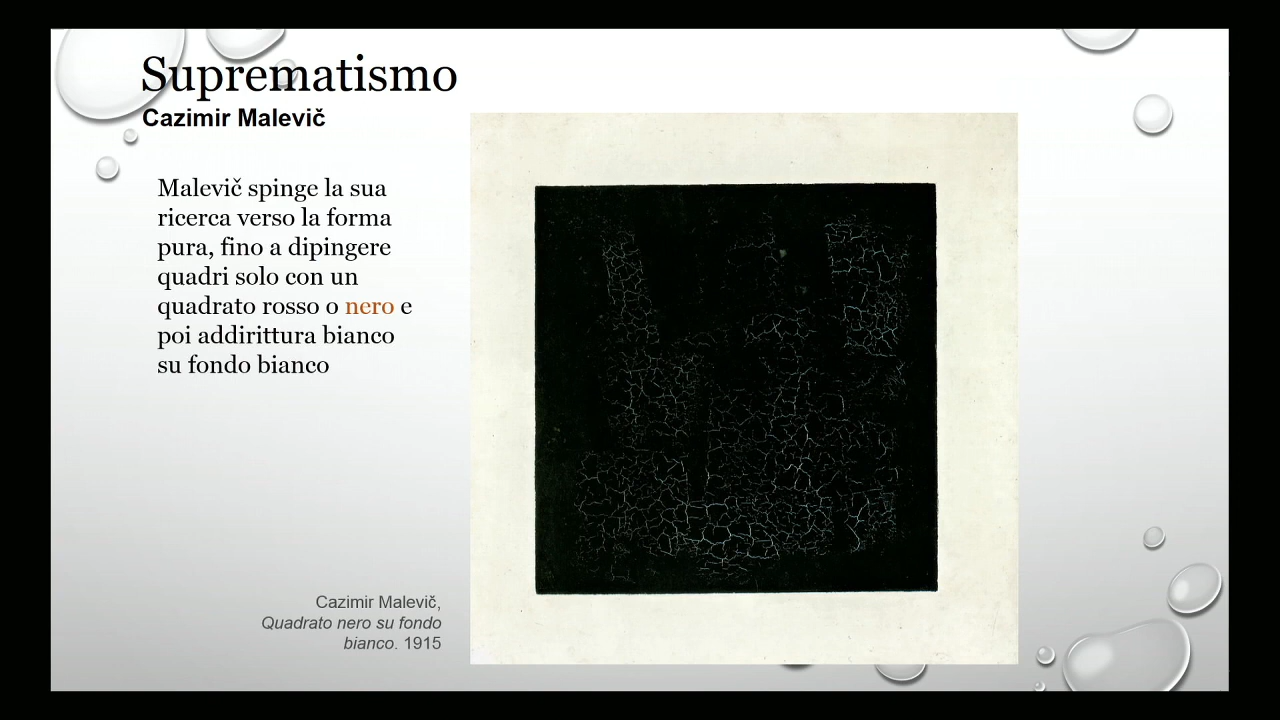 Suprematismo
Cazimir Malevič
Malevič spinge la sua
ricerca verso la forma
pura, fino a dipingere
quadri solo con un
quadrato rosso o nero e
poi addirittura bianco
su fondo bianco
Cazimir Malevič,
Quadrato nero su fondo
bianco. 1915